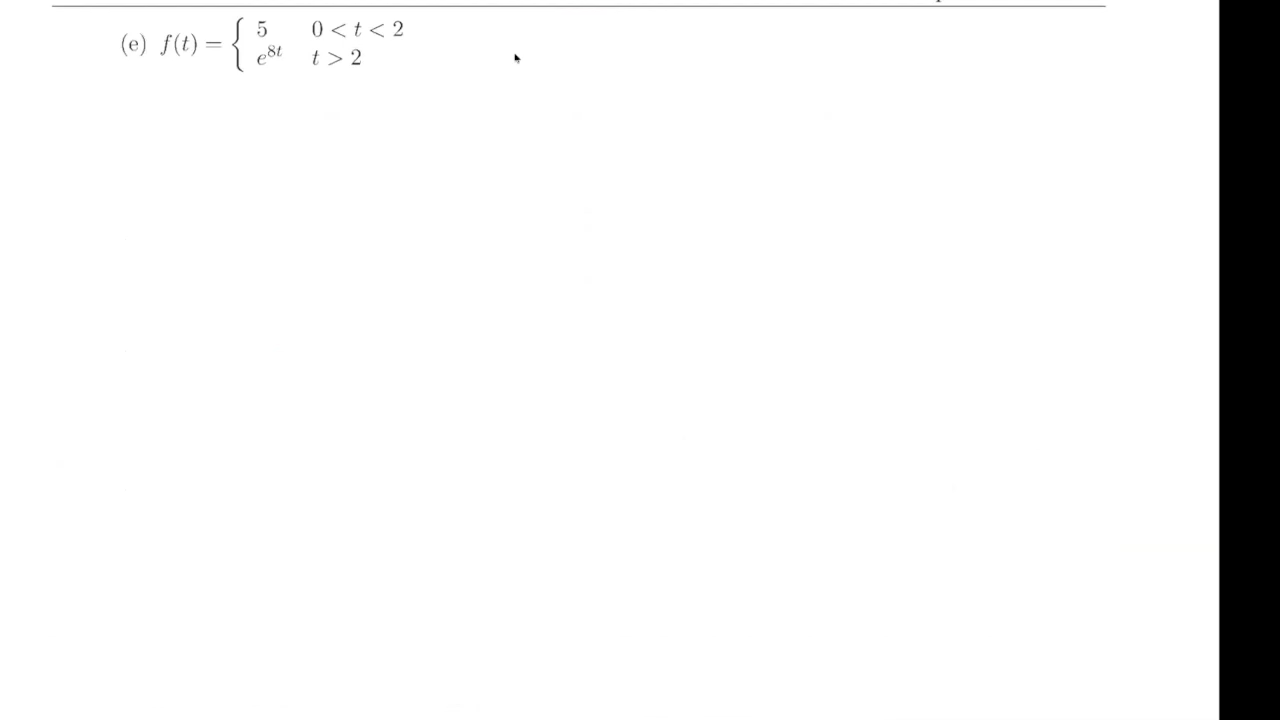 (e) f(t) = { 5 0 < t < 2
e^{8t} t > 2